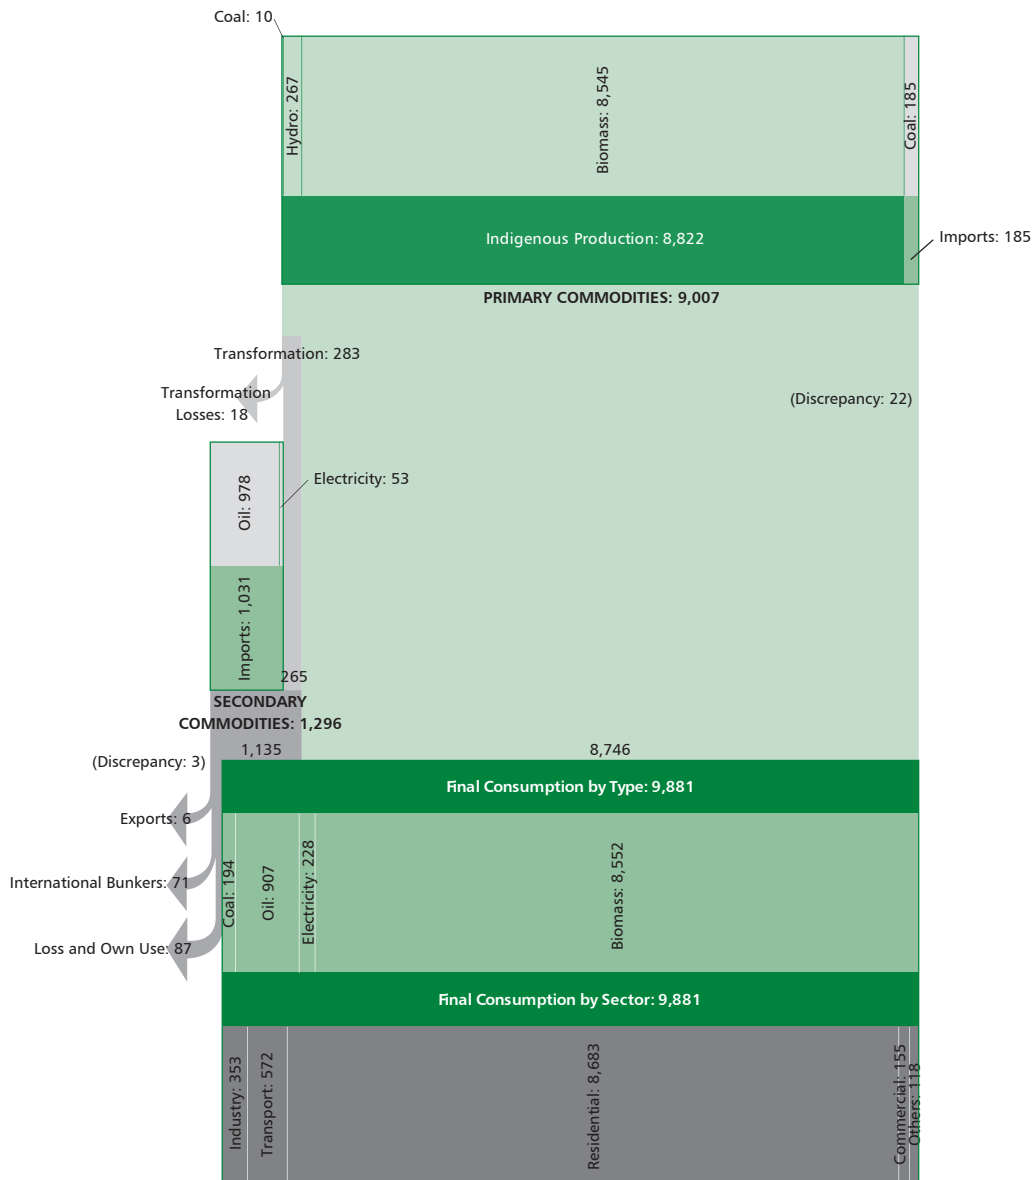 Coal: 10
Hydro: 267
Biomass: 8,545
Coal: 185
Indigenous Production: 8,822
Imports: 185
PRIMARY COMMODITIES: 9,007
Transformation: 283
Transformation
Losses: 18
(Discrepancy: 22)
Oil: 978
Electricity: 53
Imports: 1,031
265
SECONDARY
COMMODITIES: 1,296
1,135
8,746
(Discrepancy: 3)
Final Consumption by Type: 9,881
Exports: 6
International Bunkers: 71
Loss and Own Use: 87
Coal: 194
Oil: 907
Electricity: 228
Biomass: 8,552
Final Consumption by Sector: 9,881
Industry: 353
Transport: 572
Residential: 8,683
Commercial: 155
Others: 118